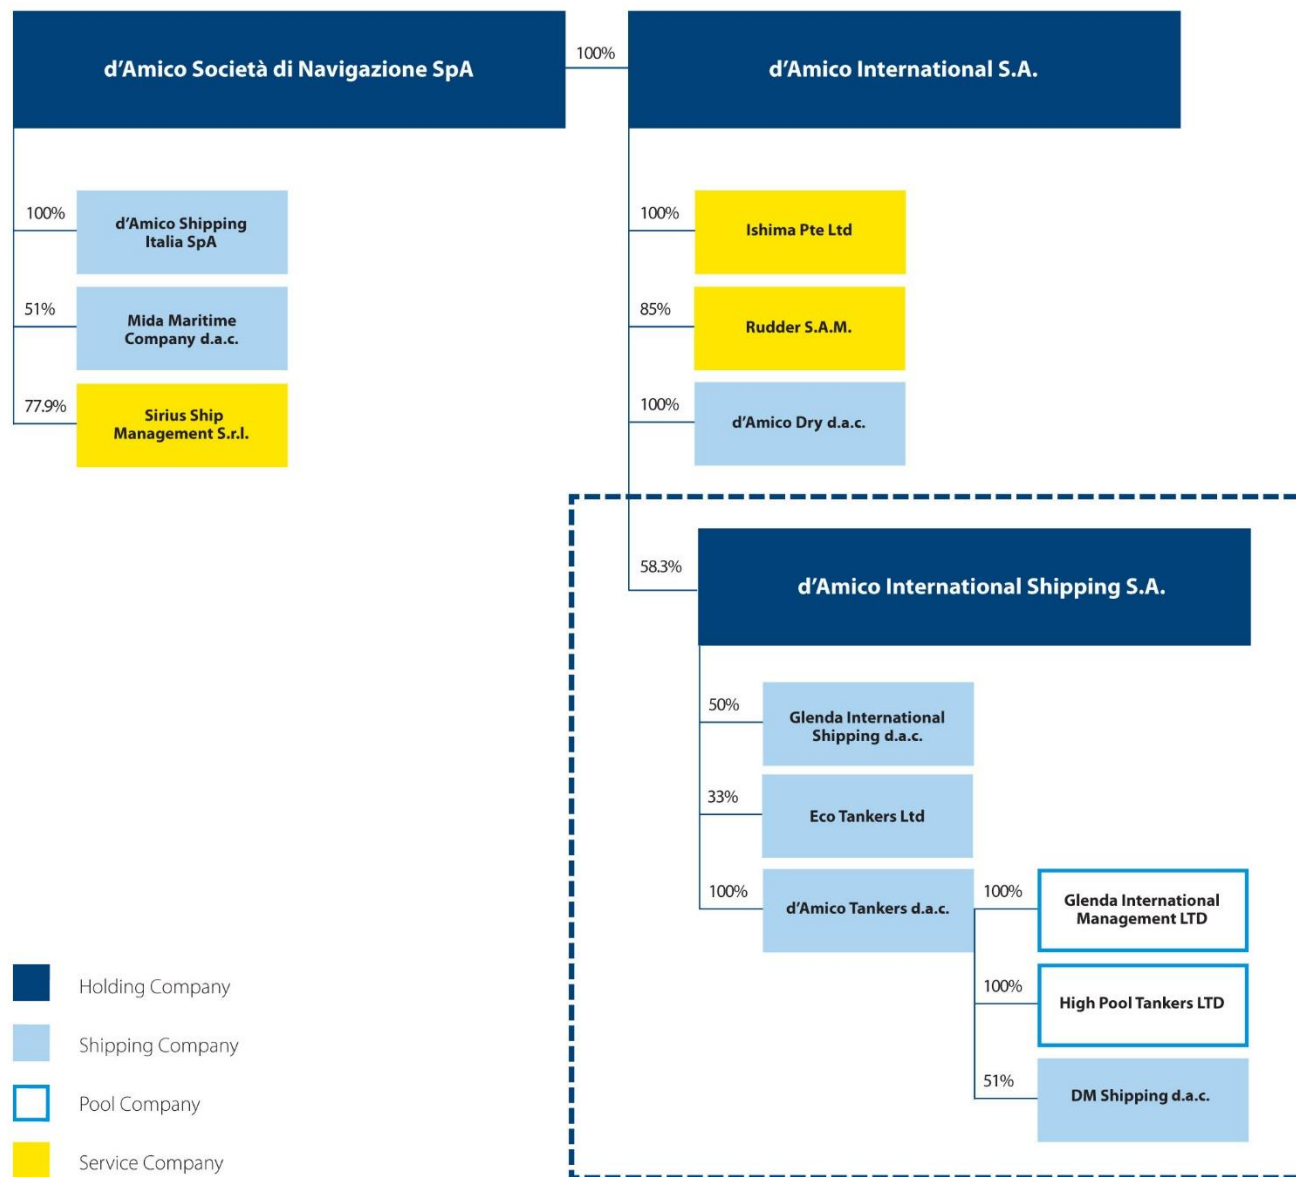 d'Amico Società di Navigazione SpA
100%
d'Amico International S.A.
100%
d'Amico Shipping
Italia SpA
51%
Mida Maritime
Company d.a.c.
77.9%
Sirius Ship
Management S.r.l.
100%
Ishima Pte Ltd
85%
Rudder S.A.M.
100%
d'Amico Dry d.a.c.
58.3%
d'Amico International Shipping S.A.
50%
Glenda International
Shipping d.a.c.
33%
Eco Tankers Ltd
100%
d'Amico Tankers d.a.c.
100%
Glenda International
Management LTD
100%
High Pool Tankers LTD
51%
DM Shipping d.a.c.
Holding Company
Shipping Company
Pool Company
Service Company